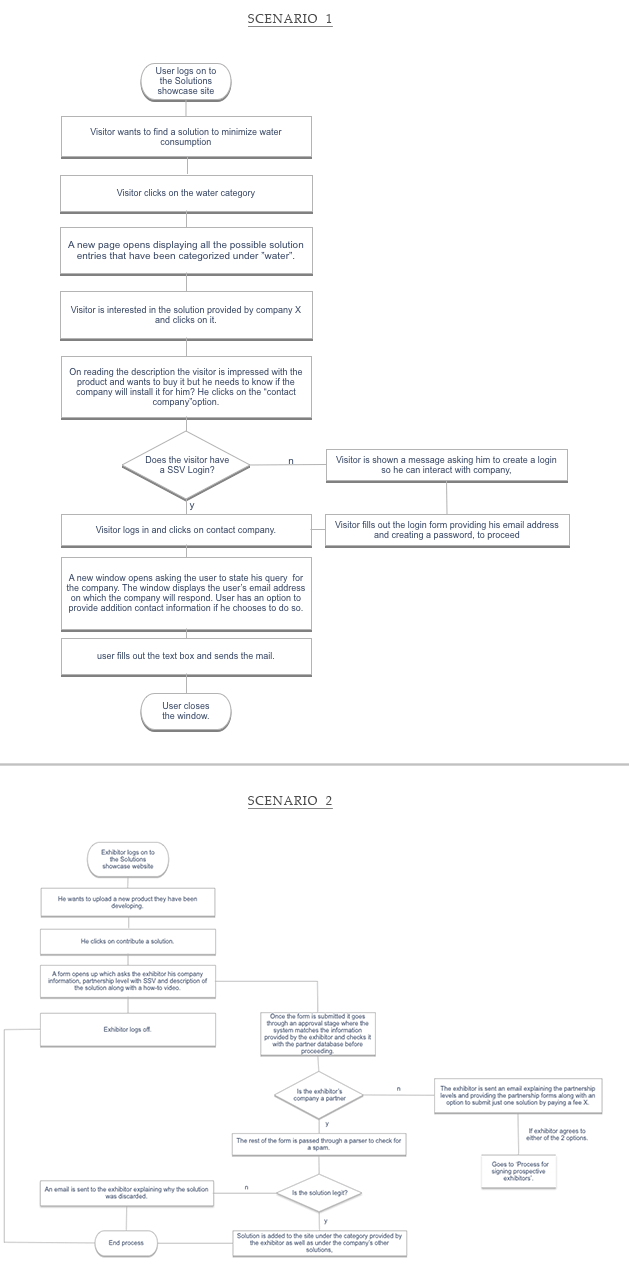 SCENARIO 1
User logs on to
the Solutions
showcase site
Visitor wants to find a solution to minimize water
consumption
Visitor clicks on the water category
A new page opens displaying all the possible solution
entries that have been categorized under "water".
Visitor is interested in the solution provided by company X
and clicks on it.
On reading the description the visitor is impressed with the
product and wants to buy it but he needs to know if the
company will install it for him? He clicks on the "contact
company"option.
Does the visitor have
a SSV Login?
n
Visitor is shown a message asking him to create a login
so he can interact with company,
y
Visitor logs in and clicks on contact company.
Visitor fills out the login form providing his email address
and creating a password, to proceed
A new window opens asking the user to state his query for
the company. The window displays the user's email address
on which the company will respond. User has an option to
provide addition contact information if he chooses to do so.
user fills out the text box and sends the mail.
User closes
the window.
SCENARIO 2
Exhibitor logs on to
the Solutions
showcase website
He wants to upload a new product they have been
developing.
He clicks on contribute a solution.
A form opens up which asks the exhibitor his company
information, partnership level with SSV and description of
the solution along with a how-to video.
Exhibitor logs off.
Once the form is submitted it goes
through an approval stage where the
system matches the information
provided by the exhibitor and checks it
with the partner database before
proceeding.
Is the exhibitor's
company a partner
n
The exhibitor is sent an email explaining the partnership
levels and providing the partnership forms along with an
option to submit just one solution by paying a fee X.
y
If exhibitor agrees to
either of the 2 options.
The rest of the form is passed through a parser to check for
a spam.
Goes to 'Process for
signing prospective
exhibitors'.
An email is sent to the exhibitor explaining why the solution
was discarded.
n
Is the solution legit?
y
End process
Solution is added to the site under the category provided by
the exhibitor as well as under the company's other
solutions,